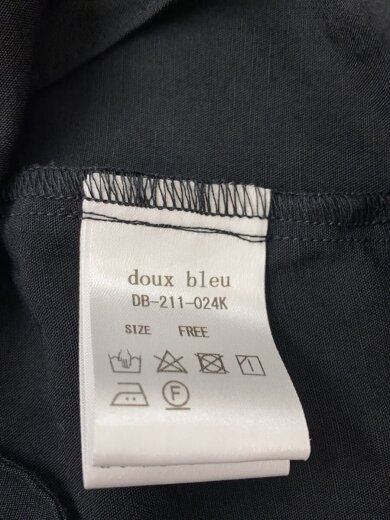 doux bleu
DB-211-024K
SIZE FREE
F